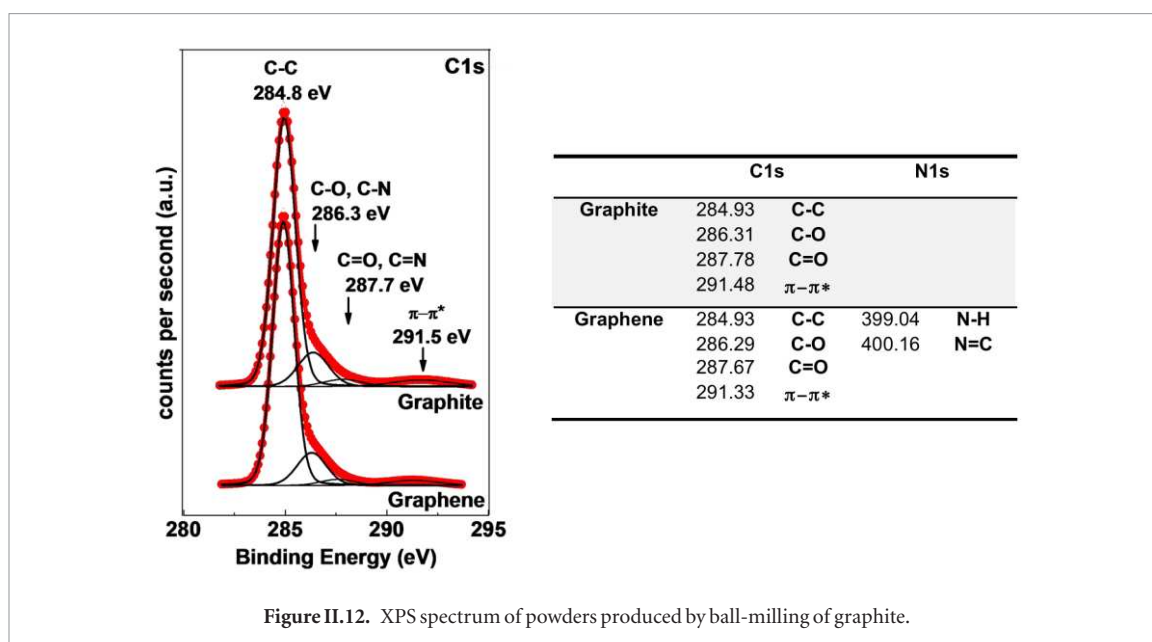 C1s
C-C
284.8 eV
C-O, C-N
286.3 eV
C=O, C=N
287.7 eV
π–π*
291.5 eV
Graphite
Graphene
counts per second (a.u.)
280 285 290 295
Binding Energy (eV)
C1s N1s
Graphite 284.93 C-C
286.31 C-O
287.78 C=O
291.48 π–π*
Graphene 284.93 C-C 399.04 N-H
286.29 C-O 400.16 N=C
287.67 C=O
291.33 π–π*
Figure II.12. XPS spectrum of powders produced by ball-milling of graphite.